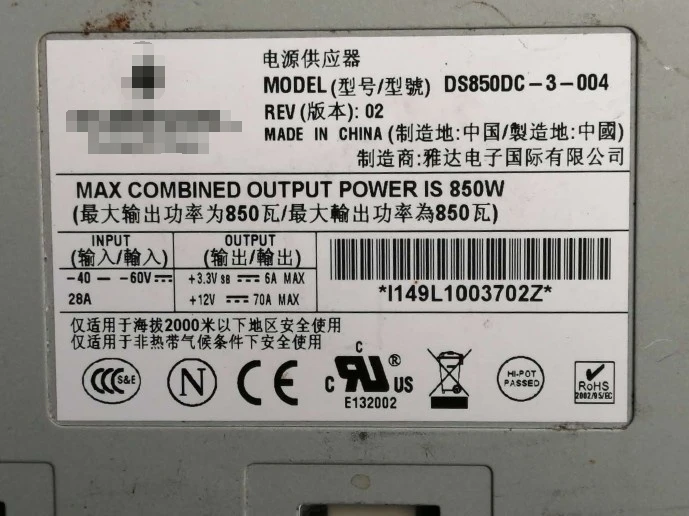 电源供应器
MODEL (型号/型號) DS850DC-3-004
REV (版本): 02
MADE IN CHINA (制造地:中国/製造地:中國)
制造商:雅达电子国际有限公司
MAX COMBINED OUTPUT POWER IS 850W
(最大输出功率为850瓦/最大輸出功率為850瓦)
INPUT
(输入/輸入)
-40 — -60V⎓
28A
OUTPUT
(输出/輸出)
+3.3V SB ⎓ 6A MAX
+12V ⎓ 70A MAX
*I149L1003702Z*
仅适用于海拔2000米以下地区安全使用
仅适用于非热带气候条件下安全使用
CCC S&E
N
CE
C UL C US ®
E132002
HI-POT
PASSED
RoHS
2002/95/EC